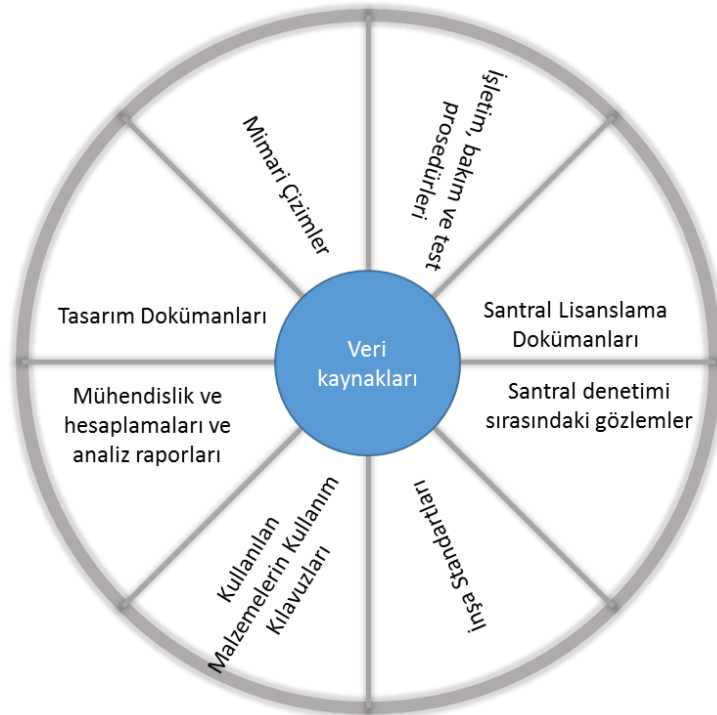 İşletim, bakım ve test
prosedürleri
Mimari Çizimler
Santral Lisanslama
Dokümanları
Tasarım Dokümanları
Veri
kaynakları
Santral denetimi
sırasındaki gözlemler
Mühendislik ve
hesaplamaları ve
analiz raporları
Kullanılan
Malzemelerin Kullanım
Kılavuzları
İnşa Standartları